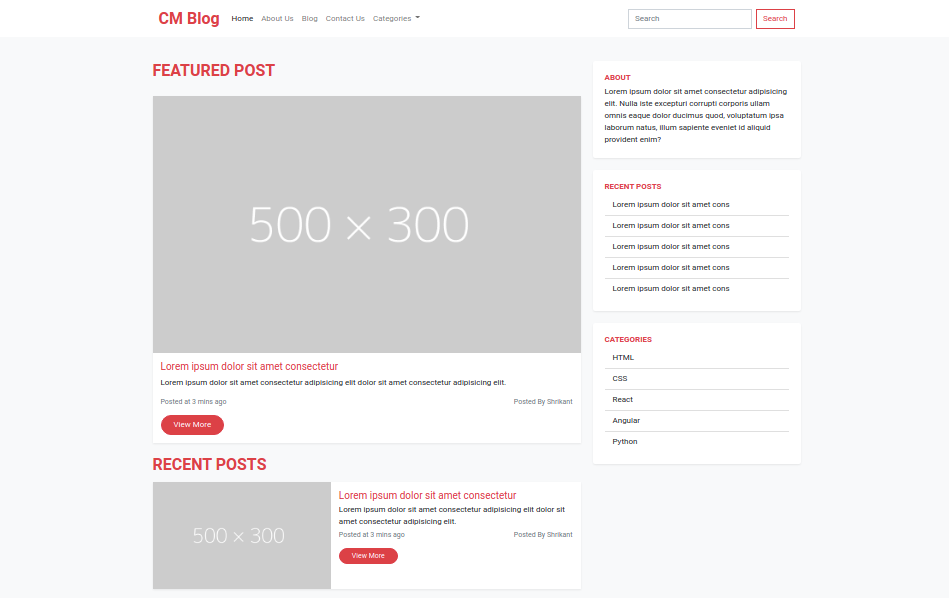 CM Blog Home About Us Blog Contact Us Categories Search Search
FEATURED POST
500 × 300
Lorem ipsum dolor sit amet consectetur
Lorem ipsum dolor sit amet consectetur adipisicing elit dolor sit amet consectetur adipisicing elit.
Posted at 3 mins ago Posted By Shrikant
View More
RECENT POSTS
500 × 300
Lorem ipsum dolor sit amet consectetur
Lorem ipsum dolor sit amet consectetur adipisicing elit dolor sit
amet consectetur adipisicing elit.
Posted at 3 mins ago Posted By Shrikant
View More
ABOUT
Lorem ipsum dolor sit amet consectetur adipisicing
elit. Nulla iste excepturi corrupti corporis ullam
omnis eaque dolor ducimus quod, voluptatum ipsa
laborum natus, illum sapiente eveniet id aliquid
provident enim?
RECENT POSTS
Lorem ipsum dolor sit amet cons
Lorem ipsum dolor sit amet cons
Lorem ipsum dolor sit amet cons
Lorem ipsum dolor sit amet cons
Lorem ipsum dolor sit amet cons
CATEGORIES
HTML
CSS
React
Angular
Python